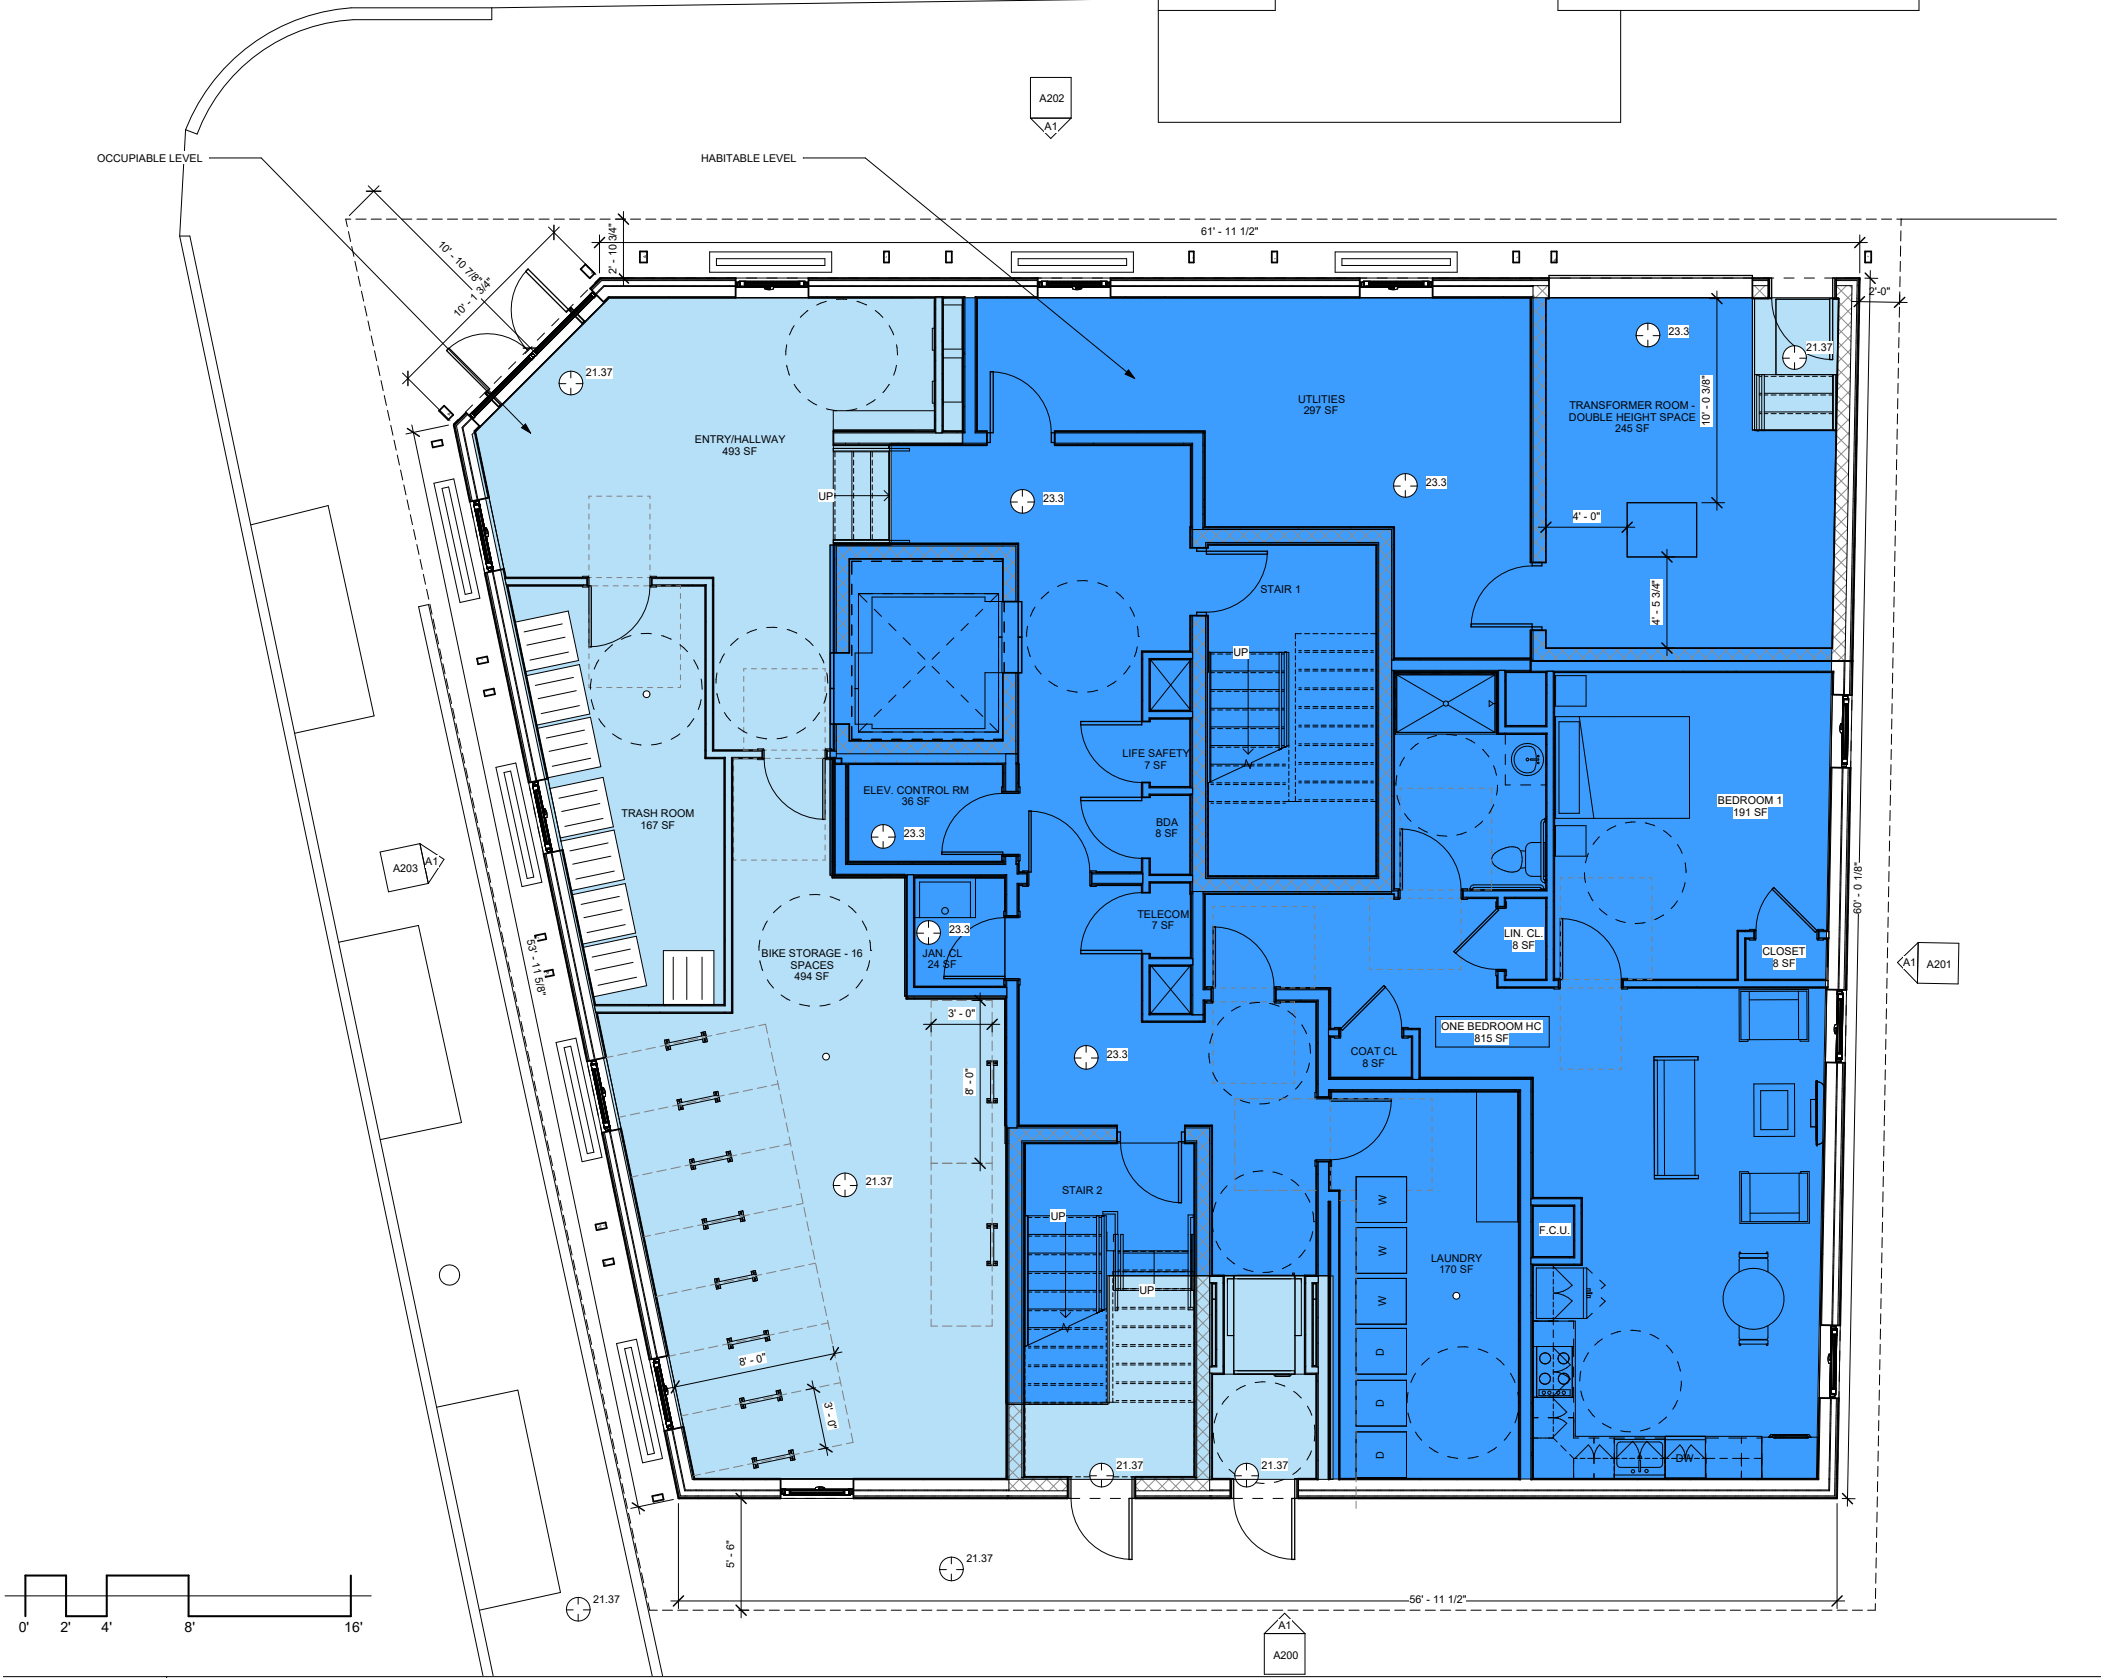 A202
A1
OCCUPIABLE LEVEL
HABITABLE LEVEL
61' - 11 1/2"
2' - 10 3/4"
10' - 10 7/8"
10' - 1 3/4"
2'-0"
21.37
23.3
21.37
10' - 0 3/8"
UTLITIES
297 SF
TRANSFORMER ROOM -
DOUBLE HEIGHT SPACE
245 SF
ENTRY/HALLWAY
493 SF
UP
23.3
23.3
4' - 0"
4' - 5 3/4"
STAIR 1
UP
LIFE SAFETY
7 SF
ELEV. CONTROL RM
36 SF
23.3
BDA
8 SF
TRASH ROOM
167 SF
BEDROOM 1
191 SF
A203
A1
60' - 0 1/8"
TELECOM
7 SF
23.3
JAN. CL
24 SF
BIKE STORAGE - 16
SPACES
494 SF
LIN. CL.
8 SF
CLOSET
8 SF
A1
A201
53' - 11 5/8"
3' - 0"
8' - 0"
ONE BEDROOM HC
815 SF
COAT CL
8 SF
23.3
21.37
STAIR 2
UP
UP
W
W
W
D
D
D
LAUNDRY
170 SF
F.C.U.
8' - 0"
3' - 0"
DW
21.37
21.37
5' - 6"
21.37
21.37
56' - 11 1/2"
0'
2'
4'
8'
16'
A1
A200